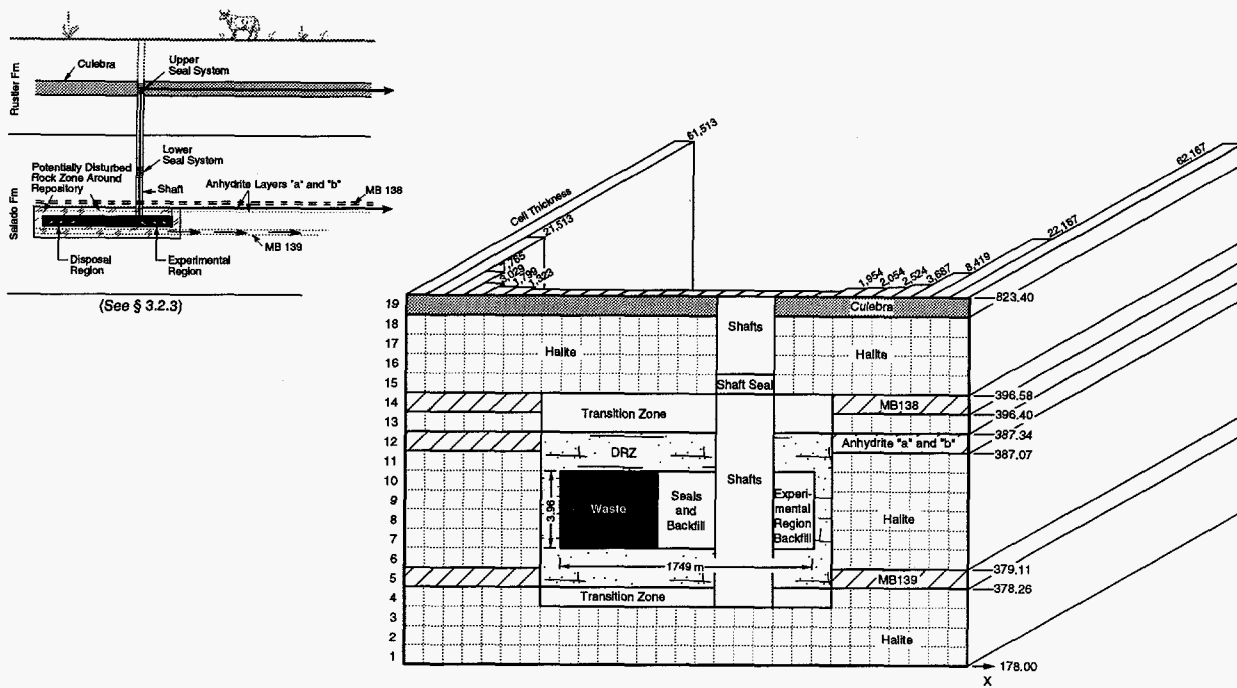 Rustler Fm
Culebra
Upper
Seal System
Salado Fm
Lower
Seal System
Potentially Disturbed
Rock Zone Around
Repository
Shaft
Anhydrite Layers "a" and "b"
MB 138
MB 139
Disposal
Region
Experimental
Region
(See § 3.2.3)
Cell Thickness
61,513
21,513
1,323
62,167
22,167
8,419
3,687
2,524
2,054
1,954
19
18
17
16
15
14
13
12
11
10
9
8
7
6
5
4
3
2
1
Culebra
823.40
Shafts
Halite
Halite
Shaft Seal
396.58
MB138
396.40
Transition Zone
387.34
Anhydrite "a" and "b"
387.07
DRZ
Shafts
3.96
Waste
Seals
and
Backfill
Experi-
mental
Region
Backfill
Halite
1749 m
379.11
MB139
378.26
Transition Zone
Halite
178.00
X